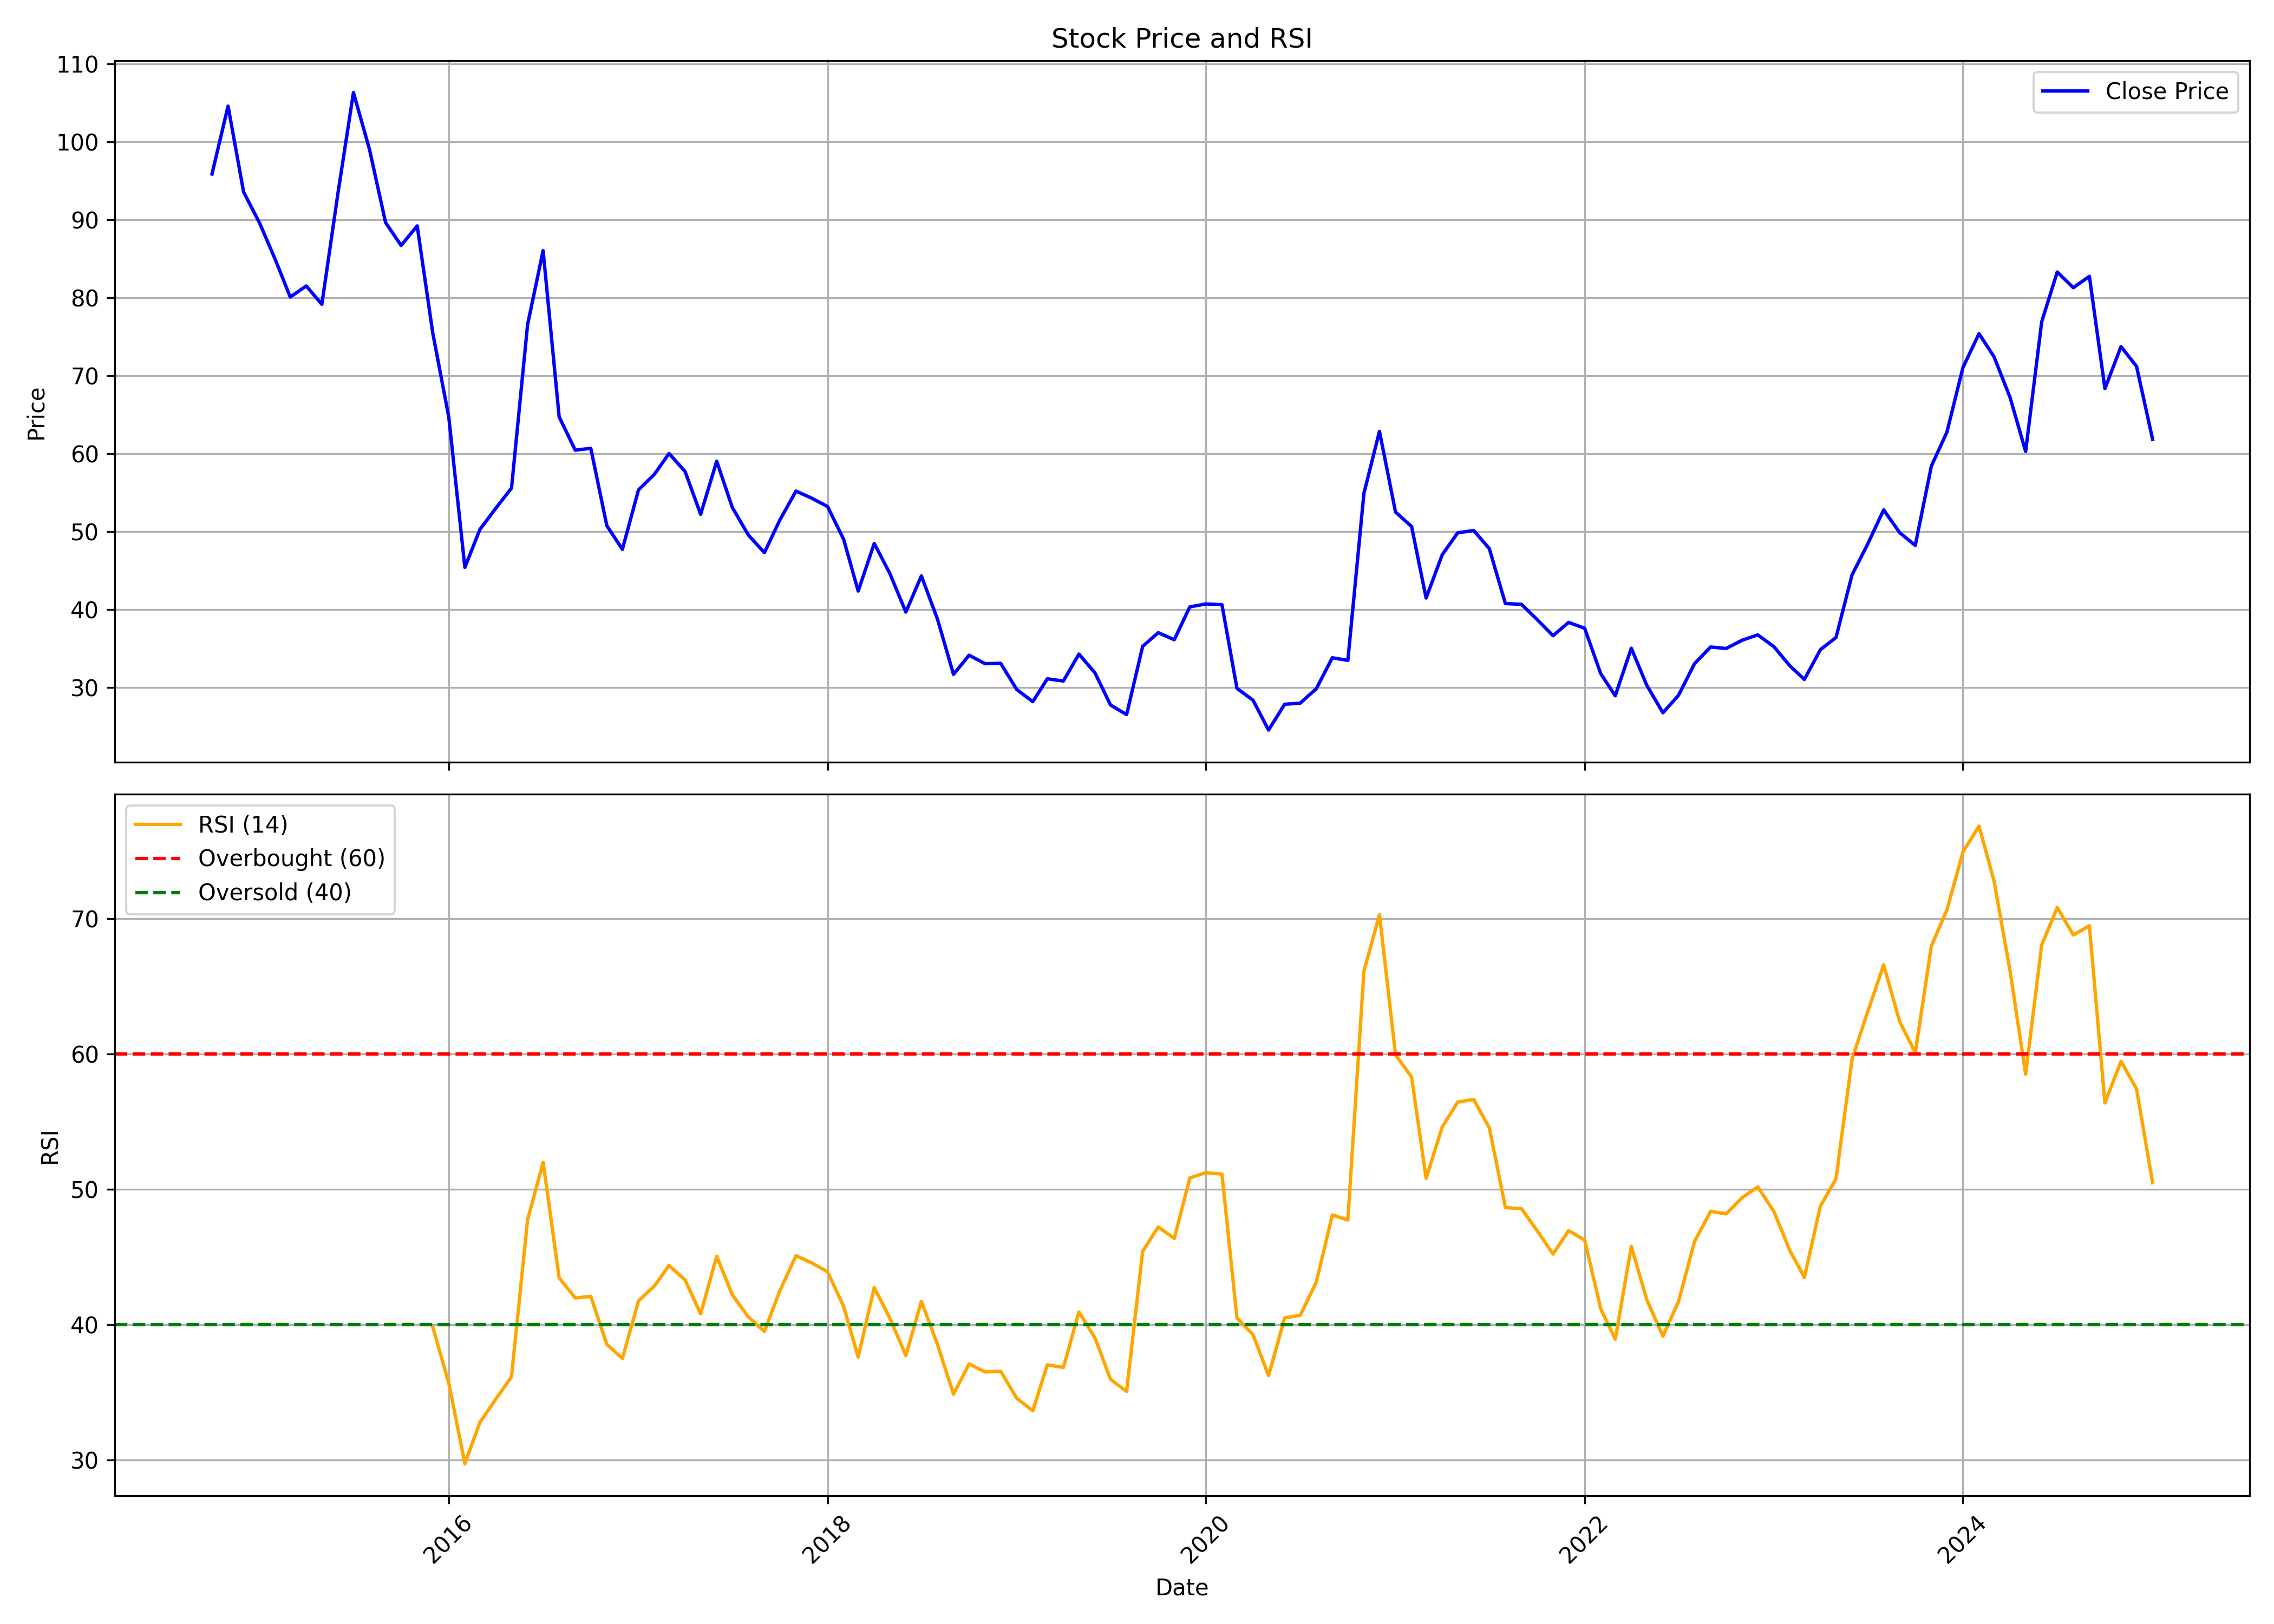 Stock Price and RSI
110
100
90
80
70
60
50
40
30
Price
Close Price
RSI (14)
Overbought (60)
Oversold (40)
70
60
50
40
30
RSI
2016
2018
2020
2022
2024
Date